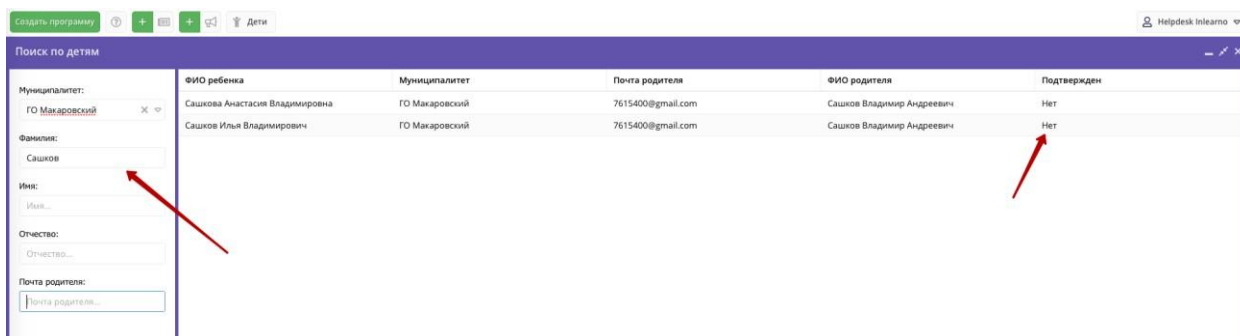 Создать программу + + Дети Helpdesk Inlearno
Поиск по детям
Муниципалитет:
ГО Макаровский
Фамилия:
Сашков
Имя:
Имя...
Отчество:
Отчество...
Почта родителя:
Почта родителя...
ФИО ребенка Муниципалитет Почта родителя ФИО родителя Подтвержден
Сашкова Анастасия Владимировна ГО Макаровский 7615400@gmail.com Сашков Владимир Андреевич Нет
Сашков Илья Владимирович ГО Макаровский 7615400@gmail.com Сашков Владимир Андреевич Нет